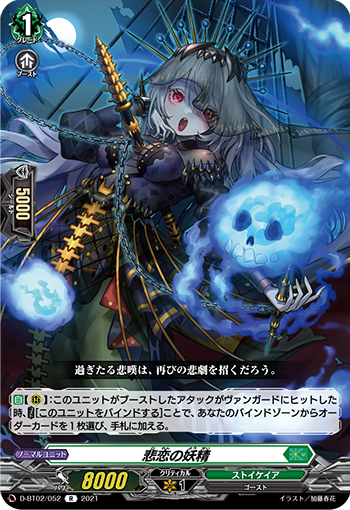 1
グレード
ブースト
シールド
5000
過ぎたる悲嘆は、再びの悲劇を招くだろう。
【自】【(R)】:このユニットがブーストしたアタックがヴァンガードにヒットした
時、【このユニットをバインドする】ことで、あなたのバインドゾーンからオー
ダーカードを1枚選び、手札に加える。
ノーマルユニット
悲恋の妖精
ストイケイア
パワー
8000
クリティカル
1
ゴースト
D-BT02/052 R 2021
イラスト/加藤春花